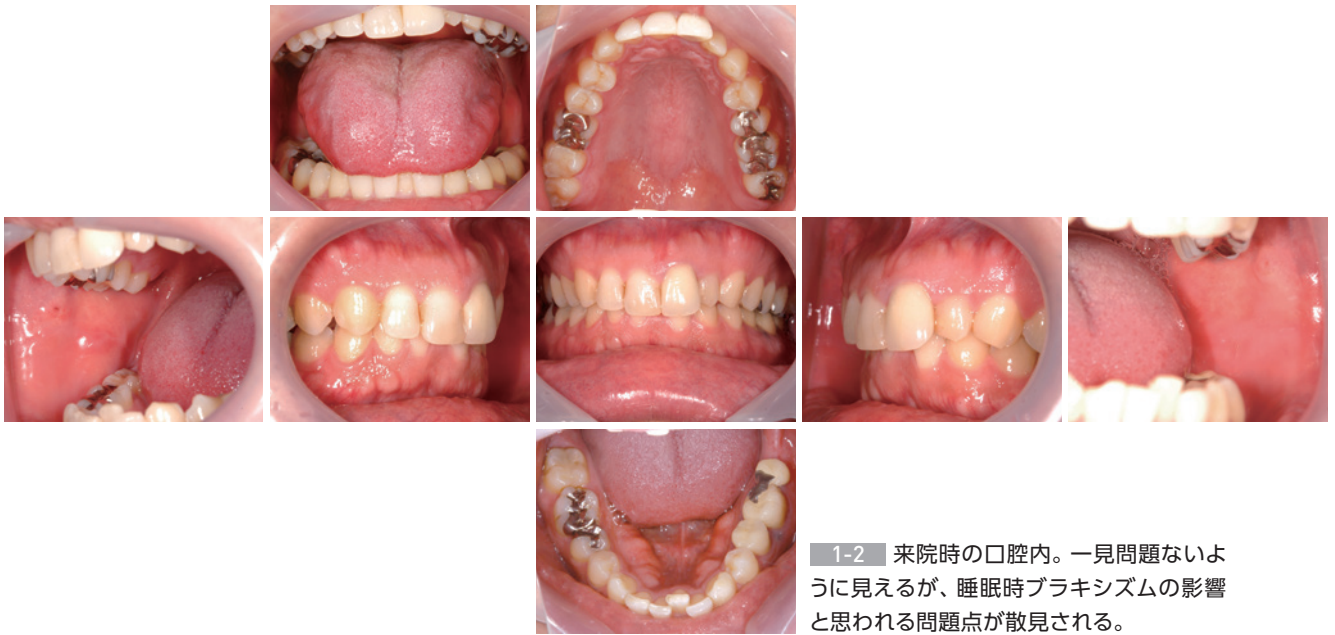 1-2 来院時の口腔内。一見問題ないよ
うに見えるが、睡眠時ブラキシズムの影響
と思われる問題点が散見される。